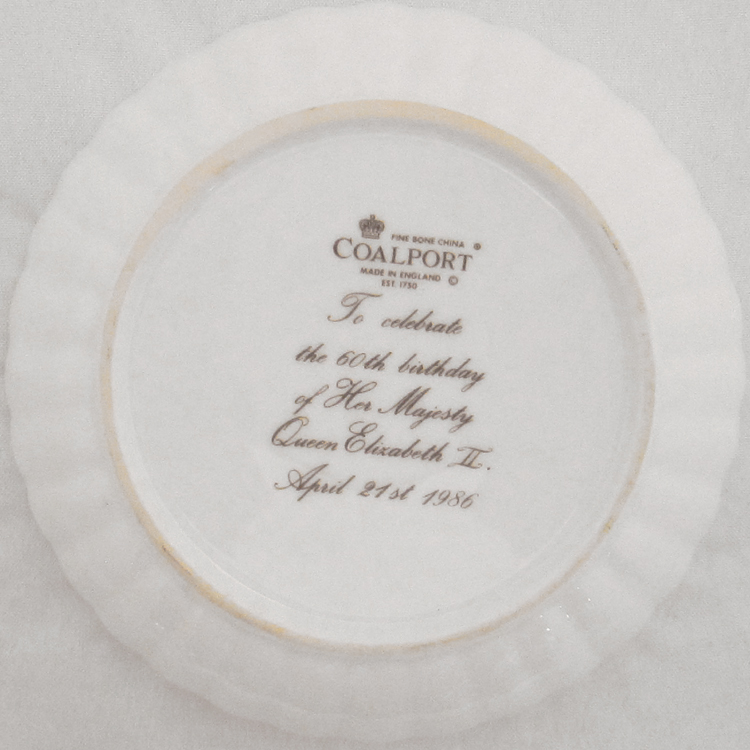 FINE BONE CHINA ®
COALPORT
MADE IN ENGLAND ©
EST. 1750
To celebrate
the 60th birthday
of Her Majesty
Queen Elizabeth II.
April 21st 1986